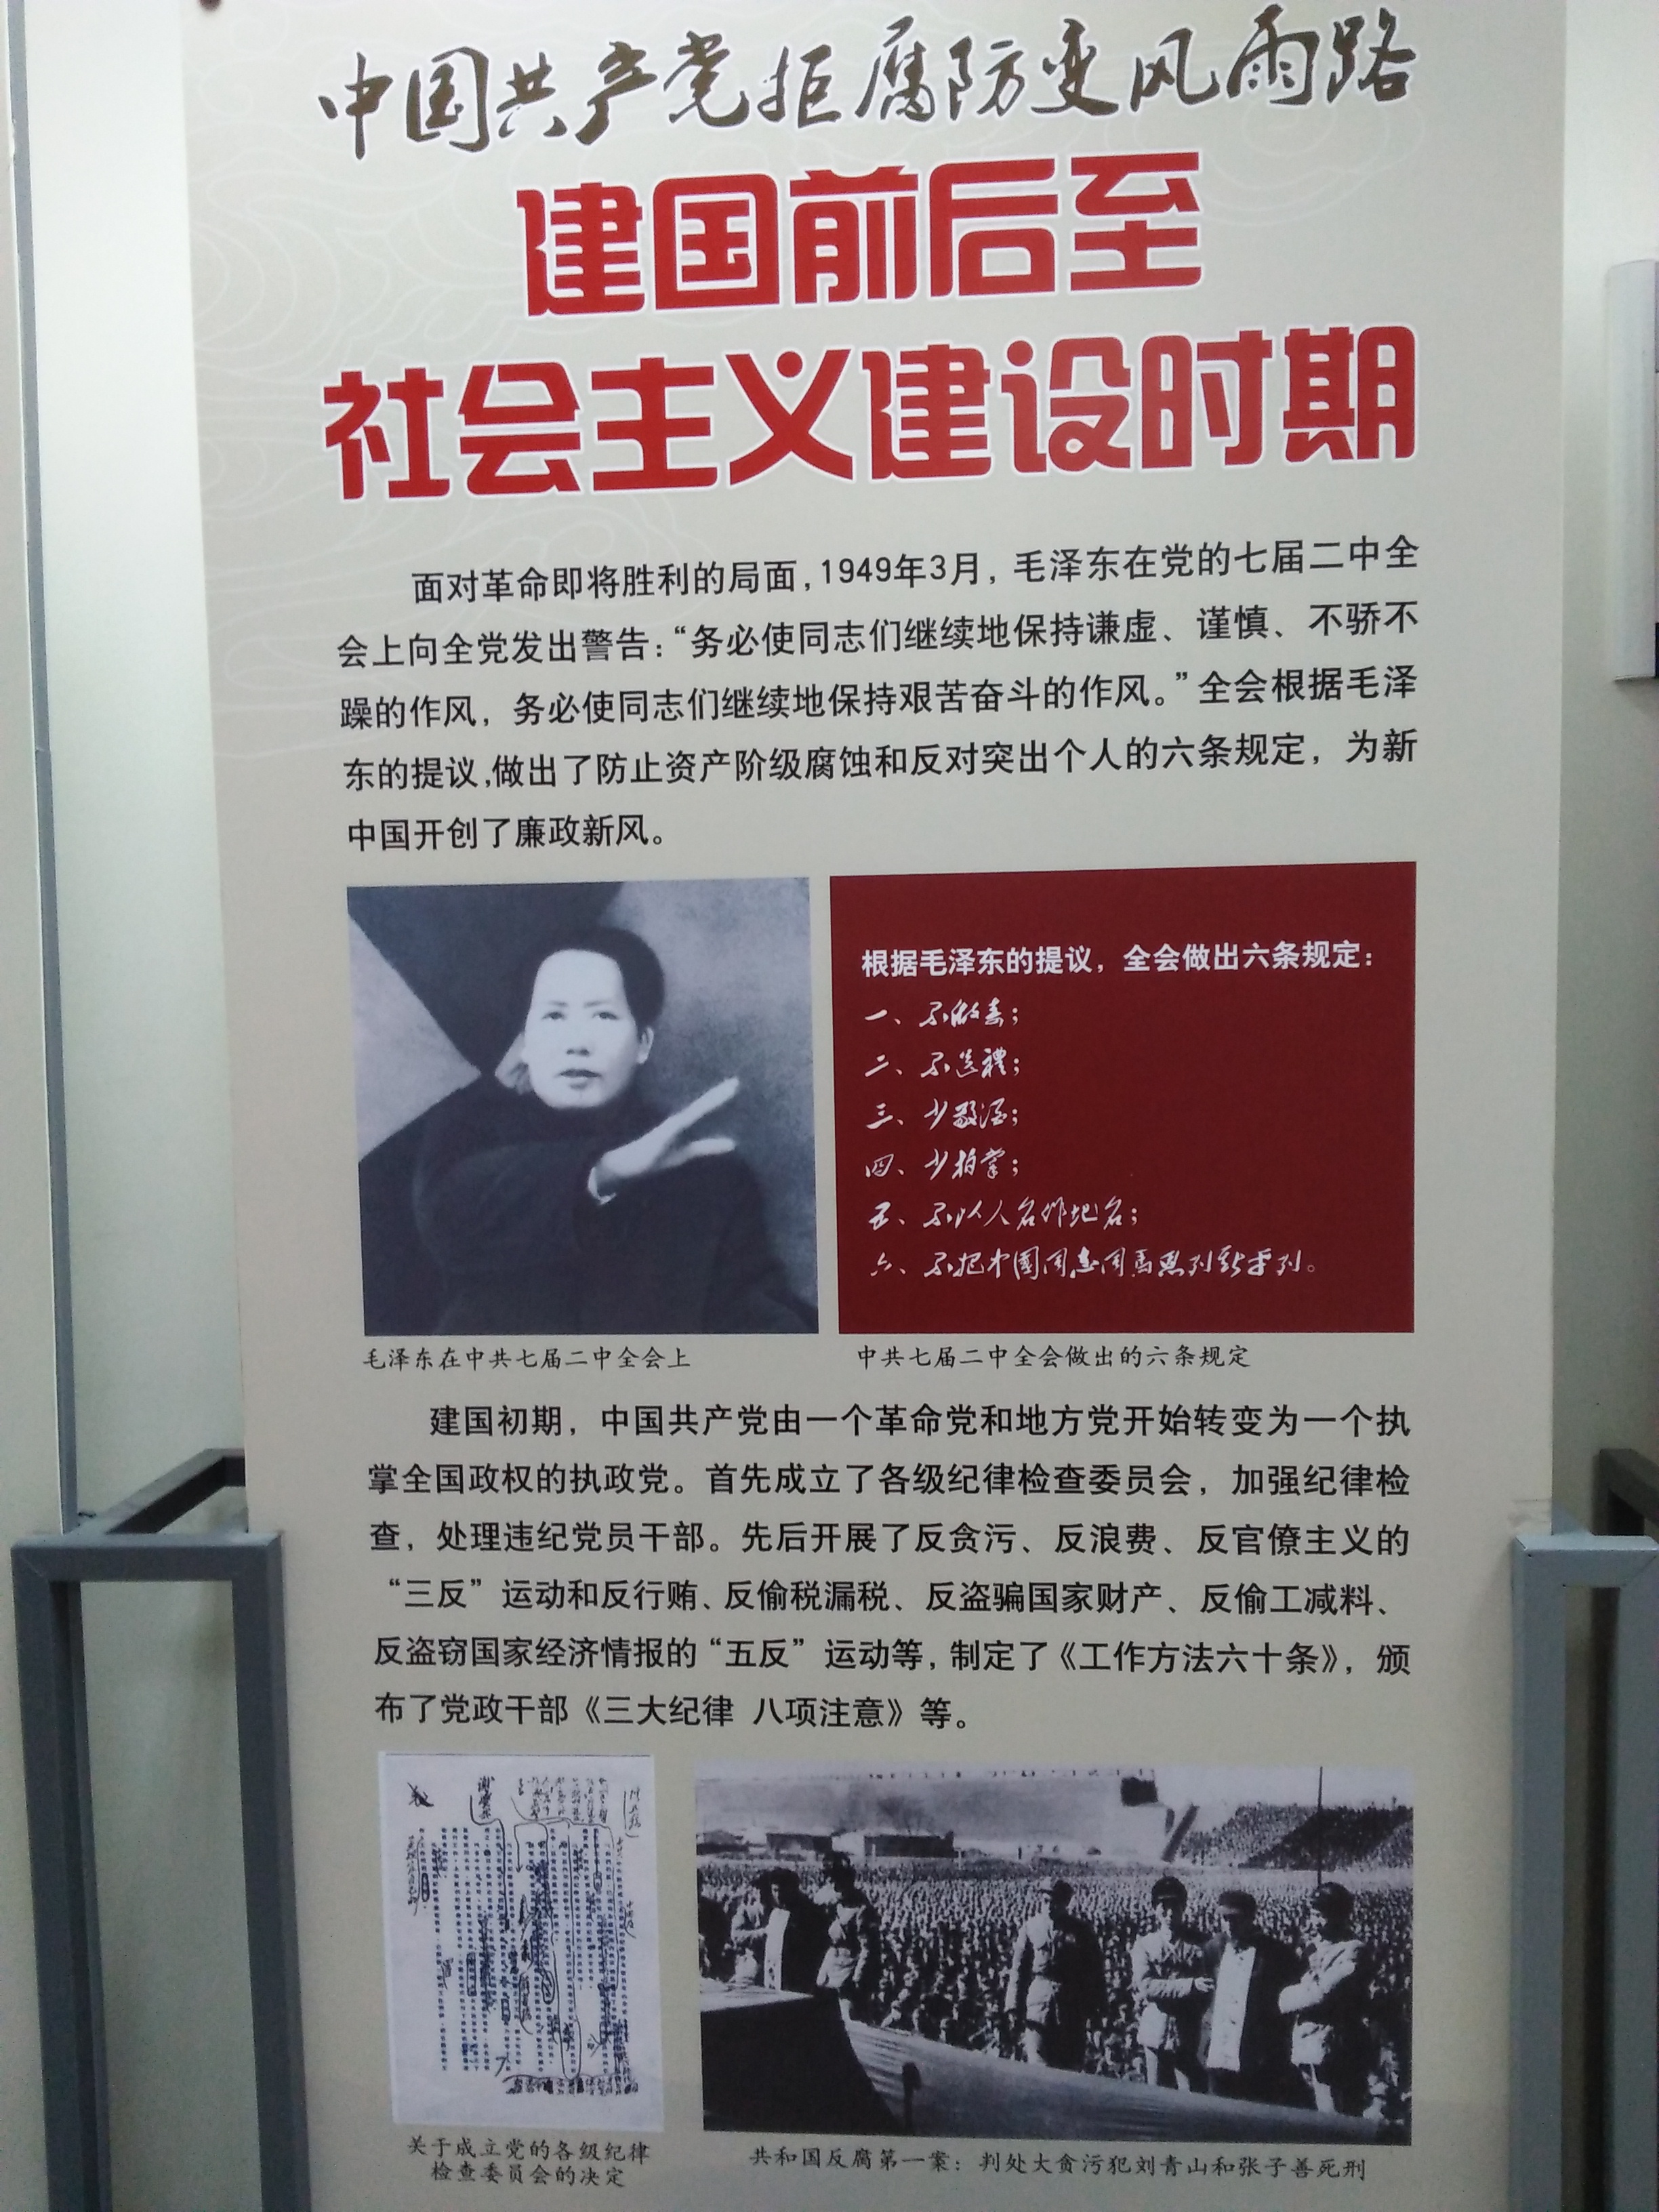 中国共产党拒腐防变风雨路
建国前后至
社会主义建设时期
面对革命即将胜利的局面，1949年3月，毛泽东在党的七届二中全
会上向全党发出警告：“务必使同志们继续地保持谦虚、谨慎、不骄不
躁的作风，务必使同志们继续地保持艰苦奋斗的作风。”全会根据毛泽
东的提议，做出了防止资产阶级腐蚀和反对突出个人的六条规定，为新
中国开创了廉政新风。
根据毛泽东的提议，全会做出六条规定：
一、不做寿；
二、不送禮；
三、少敬酒；
四、少拍掌；
五、不以人名作地名；
六、不把中國同志同馬恩列斯平列。
毛泽东在中共七届二中全会上
中共七届二中全会做出的六条规定
建国初期，中国共产党由一个革命党和地方党开始转变为一个执
掌全国政权的执政党。首先成立了各级纪律检查委员会，加强纪律检
查，处理违纪党员干部。先后开展了反贪污、反浪费、反官僚主义的
“三反”运动和反行贿、反偷税漏税、反盗骗国家财产、反偷工减料、
反盗窃国家经济情报的“五反”运动等，制定了《工作方法六十条》，颁
布了党政干部《三大纪律 八项注意》等。
关于成立党的各级纪律
检查委员会的决定
共和国反腐第一案：判处大贪污犯刘青山和张子善死刑